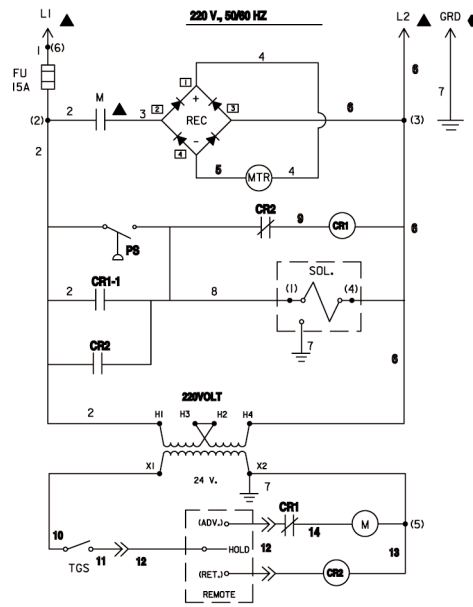 L1 220 V., 50/60 HZ L2 GRD
1 (6) 4 6
FU
15A 1 7
2 M + 6
2 3 3
(2) 3 REC (3)
2 4 -
5 MTR 4
CR2 9 6
PS CR1
SOL.
CR1-1
2 8 (1) (4)
CR2 7
6
220VOLT
2 H1 H3 H2 H4
X1 X2
24 V. 7
CR1
(ADV.) 14 M (5)
10 HOLD 12 13
11 12
TGS (RET.) CR2
REMOTE